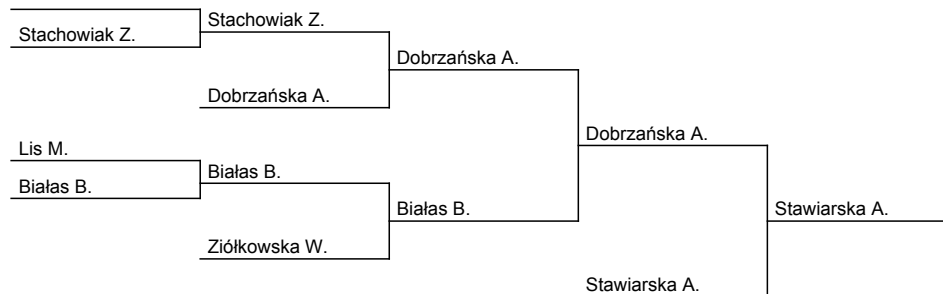 Stachowiak Z.
Stachowiak Z.
Dobrzańska A.
Dobrzańska A.
Dobrzańska A.
Lis M.
Białas B.
Białas B.
Białas B.
Stawiarska A.
Ziółkowska W.
Stawiarska A.